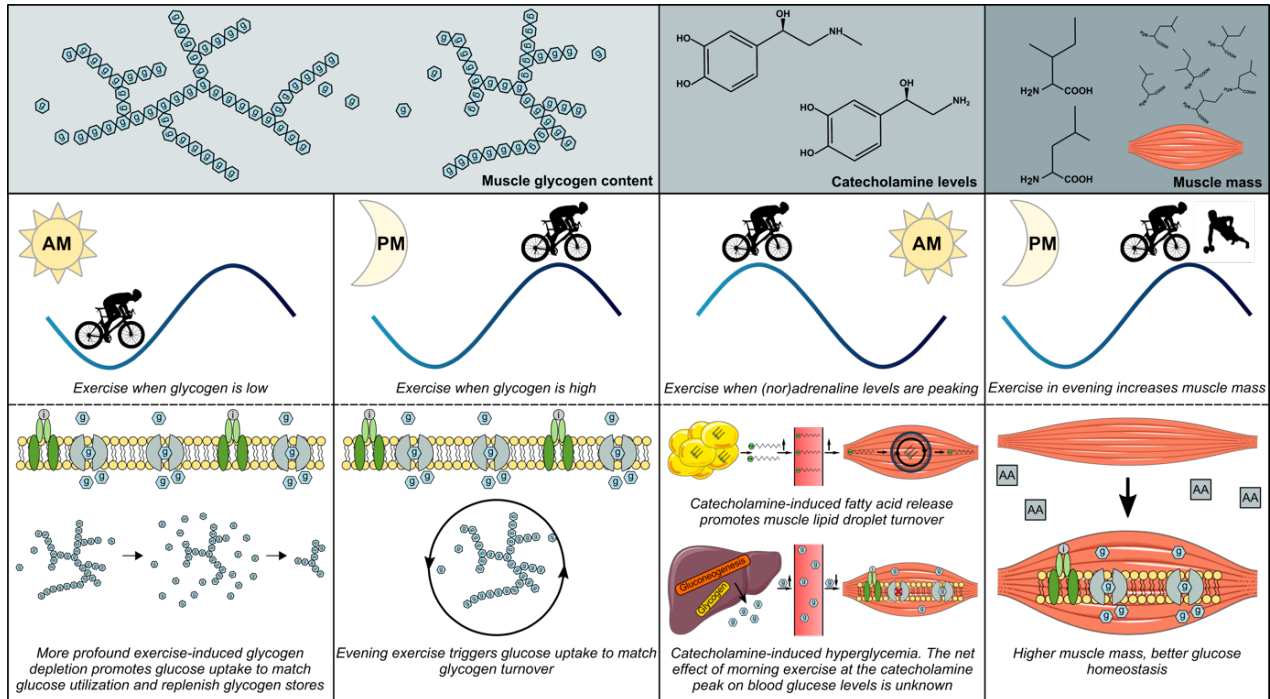 Muscle glycogen content
OH
HO
NH
HO
OH
NH₂
HO
HO
Catecholamine levels
H₂N
COOH
H₂N
COOH
Muscle mass
AM
Exercise when glycogen is low
PM
Exercise when glycogen is high
AM
Exercise when (nor)adrenaline levels are peaking
PM
Exercise in evening increases muscle mass
i
g
g
g
i
g
g
More profound exercise-induced glycogen
depletion promotes glucose uptake to match
glucose utilization and replenish glycogen stores
i
g
g
g
i
g
g
Evening exercise triggers glucose uptake to match
glycogen turnover
Catecholamine-induced fatty acid release
promotes muscle lipid droplet turnover
Gluconeogenesis
Glycogen
Catecholamine-induced hyperglycemia. The net
effect of morning exercise at the catecholamine
peak on blood glucese levels is unknown
AA
AA
AA
AA
i
g
g
g
Higher muscle mass, better glucose
homeostasis